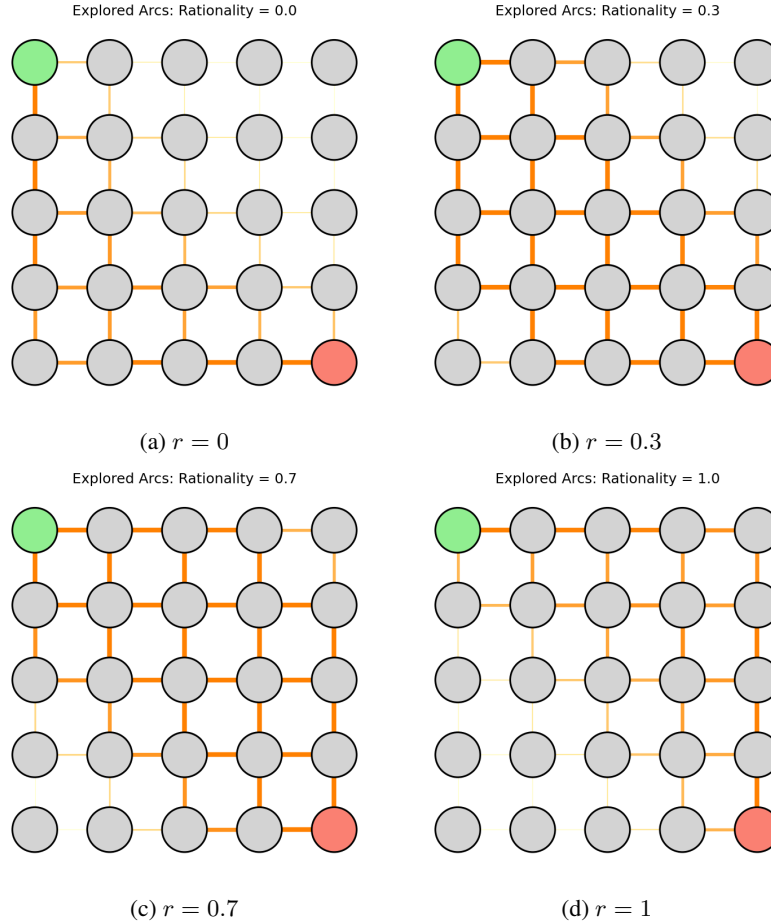 Explored Arcs: Rationality = 0.0
Explored Arcs: Rationality = 0.3
(a) r = 0
(b) r = 0.3
Explored Arcs: Rationality = 0.7
Explored Arcs: Rationality = 1.0
(c) r = 0.7
(d) r = 1